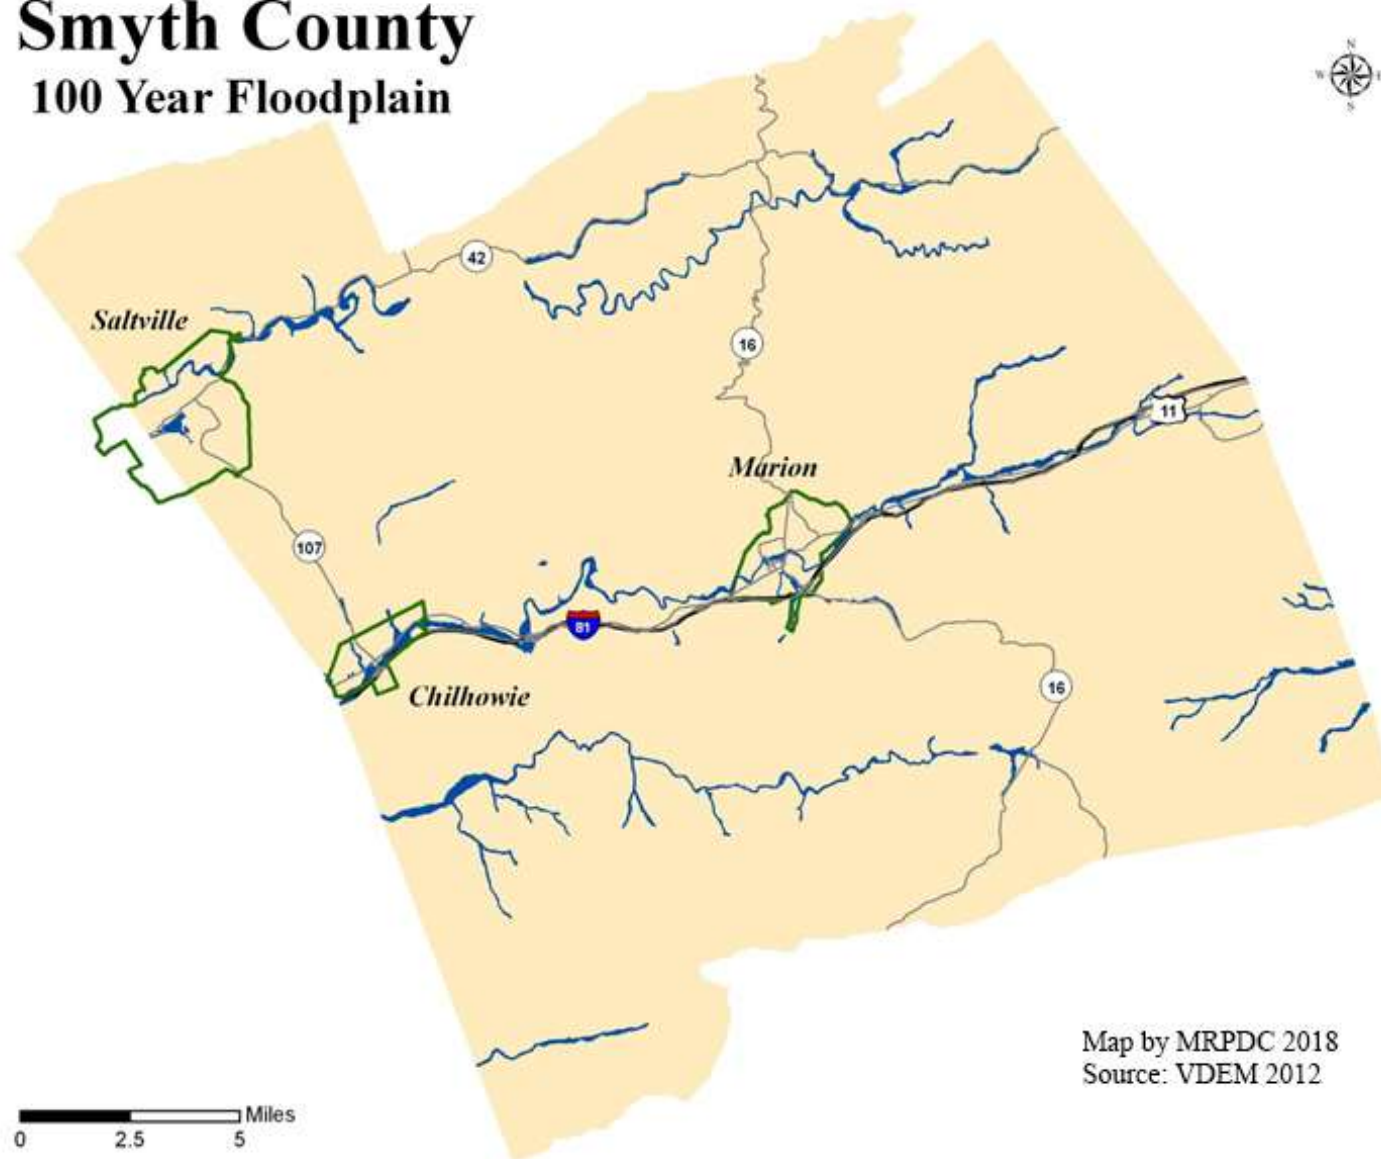 Smyth County
100 Year Floodplain
N
W
E
S
42
Saltville
16
11
Marion
107
81
16
Chilhowie
Map by MRPDC 2018
Source: VDEM 2012
Miles
0 2.5 5